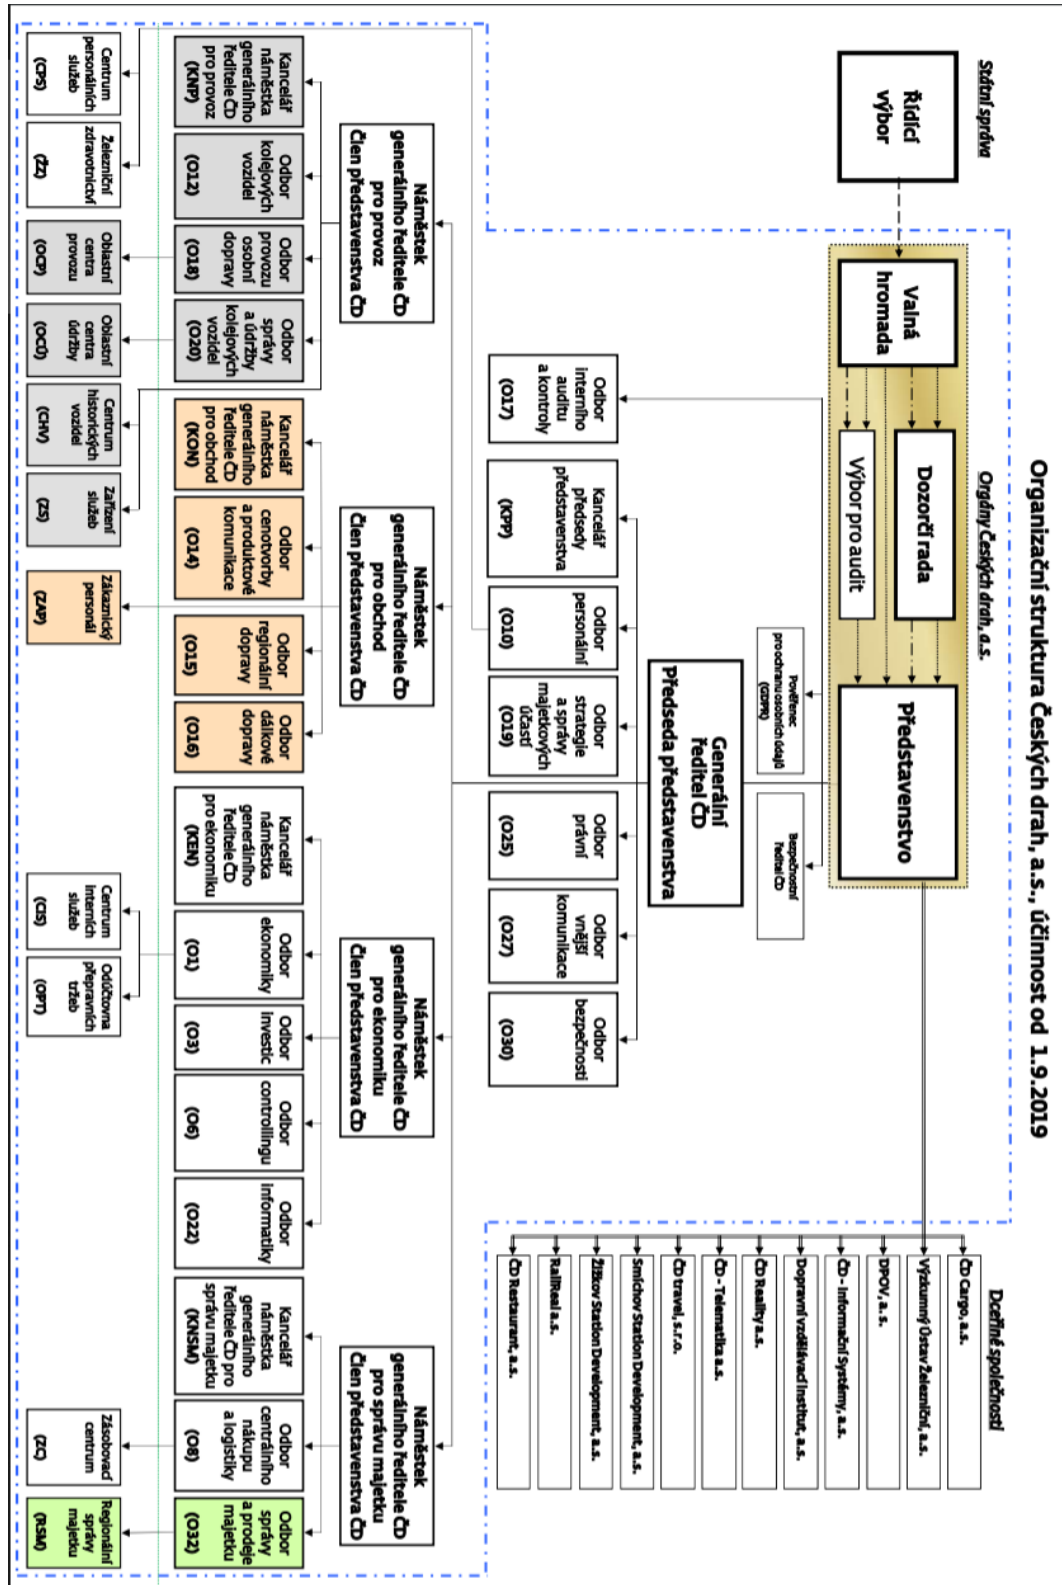 Organizační struktura Českých drah, a.s., účinnost od 1.9.2019
Státní správa
Orgány Českých drah, a.s.
Dceřiné společnosti
Řídící
výbor
Valná
hromada
Dozorčí rada
Výbor pro audit
Představenstvo
ČD Cargo, a.s.
Výzkumný Ústav Železniční, a.s.
DPOV, a.s.
ČD - Informační Systémy, a.s.
Dopravní vzdělávací institut, a.s.
ČD Reality a.s.
ČD - Telematika a.s.
ČD travel, s.r.o.
Smíchov Station Development, a.s.
Žižkov Station Development, a.s.
RailReal a.s.
ČD Restaurant, a.s.
Pověřenec
pro ochranu osobních údajů
(GDPR)
Bezpečnostní
ředitel ČD
Generální
ředitel ČD
Předseda představenstva
Odbor
interního
auditu
a kontroly
(O17)
Kancelář
předsedy
představenstva
(KPP)
Odbor
personální
(O10)
Odbor
strategie
a správy
majetkových
účastí
(O19)
Odbor
právní
(O25)
Odbor
vnější
komunikace
(O27)
Odbor
bezpečnosti
(O30)
Náměstek
generálního ředitele ČD
pro provoz
Člen představenstva ČD
Náměstek
generálního ředitele ČD
pro obchod
Člen představenstva ČD
Náměstek
generálního ředitele ČD
pro ekonomiku
Člen představenstva ČD
Náměstek
generálního ředitele ČD
pro správu majetku
Člen představenstva ČD
Kancelář
náměstka
generálního
ředitele ČD
pro provoz
(KNP)
Odbor
kolejových
vozidel
(O12)
Odbor
provozu
osobní
dopravy
(O18)
Odbor
správy
a údržby
kolejových
vozidel
(O20)
Kancelář
náměstka
generálního
ředitele ČD
pro obchod
(KON)
Odbor
cenotvorby
a produktové
komunikace
(O14)
Odbor
regionální
dopravy
(O15)
Odbor
dálkové
dopravy
(O16)
Kancelář
náměstka
generálního
ředitele ČD
pro ekonomiku
(KEN)
Odbor
ekonomiky
(O1)
Odbor
investic
(O3)
Odbor
controllingu
(O6)
Odbor
informatiky
(O22)
Kancelář
náměstka
generálního
ředitele ČD pro
správu majetku
(KNSM)
Odbor
centrálního
nákupu
a logistiky
(O8)
Odbor
správy
a prodeje
majetku
(O32)
Centrum
personálních
služeb
(CPS)
Železniční
zdravotnictví
(ŽZ)
Oblastní
centra
provozu
(OCP)
Oblastní
centra
údržby
(OCÚ)
Centrum
historických
vozidel
(CHV)
Zařízení
služeb
(ZS)
Zákaznický
personál
(ZAP)
Centrum
interních
služeb
(CIS)
Odúčtovna
přepravních
tržeb
(OPT)
Zásobovací
centrum
(ZC)
Regionální
správy
majetku
(RSM)